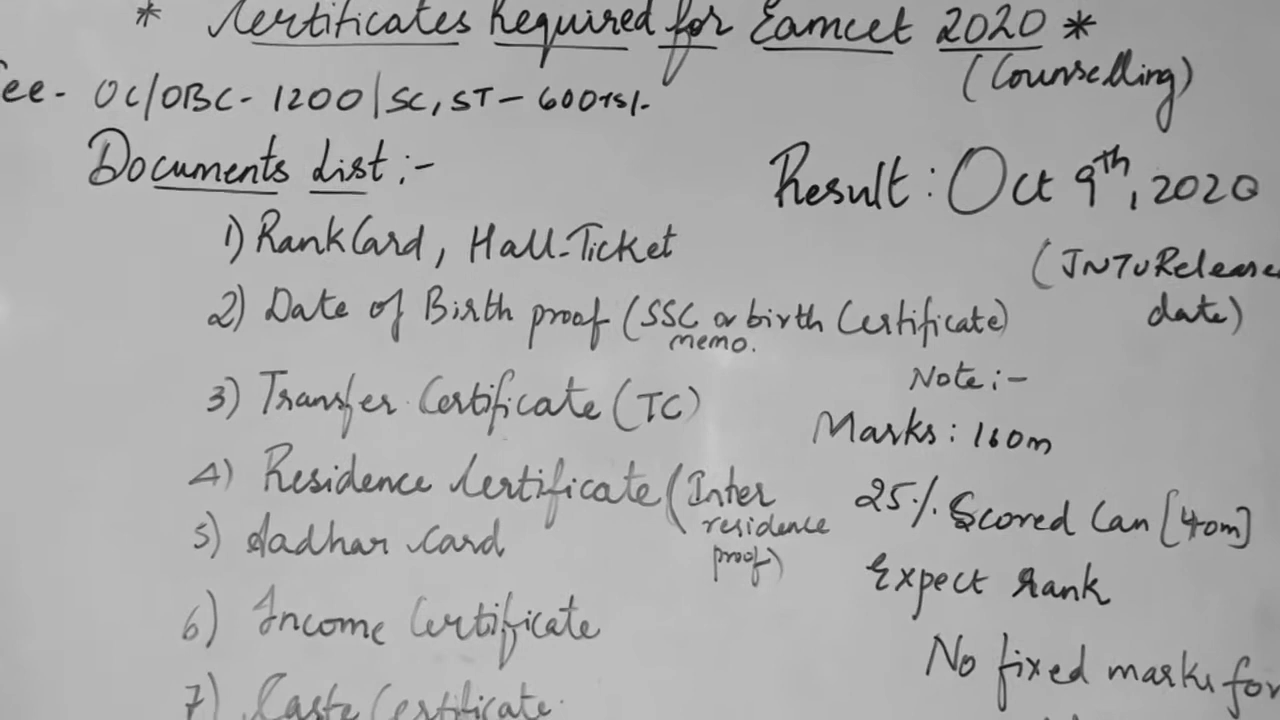 * Certificates Required for Eamcet 2020 *
(Counselling)
ee - OC/OBC - 1200 | SC, ST - 600rs/-
Documents List :-
1) Rank Card, Hall-Ticket
2) Date of Birth proof (SSC or birth Certificate)
memo.
3) Transfer Certificate (TC)
4) Residence Certificate (Inter
residence
proof)
5) Aadhar card
6) Income Certificate
7) Caste Certificate
Result : Oct 9th, 2020
(JNTU Release
date)
Note :-
Marks : 160m
25% Scored Can [40m]
Expect rank
No fixed marks for